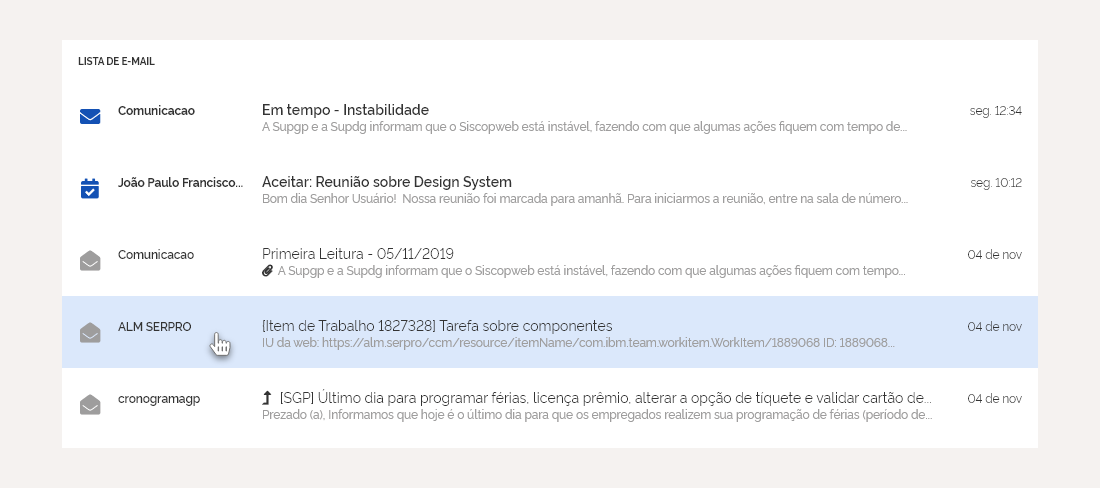 LISTA DE E-MAIL
Comunicacao
Em tempo - Instabilidade
seg. 12:34
A Supgp e a Supdg informam que o Siscopweb está instável, fazendo com que algumas ações fiquem com tempo de...
João Paulo Francisco...
Aceitar: Reunião sobre Design System
seg. 10:12
Bom dia Senhor Usuário! Nossa reunião foi marcada para amanhã. Para iniciarmos a reunião, entre na sala de número...
Comunicacao
Primeira Leitura - 05/11/2019
04 de nov
A Supgp e a Supdg informam que o Siscopweb está instável, fazendo com que algumas ações fiquem com tempo...
ALM SERPRO
[Item de Trabalho 1827328] Tarefa sobre componentes
04 de nov
IU da web: https://alm.serpro/ccm/resource/itemName/com.ibm.team.workitem.WorkItem/1889068 ID: 1889068...
cronogramagp
[SGP] Último dia para programar férias, licença prêmio, alterar a opção de tíquete e validar cartão de...
04 de nov
Prezado (a), Informamos que hoje é o último dia para que os empregados realizem sua programação de férias (período de...